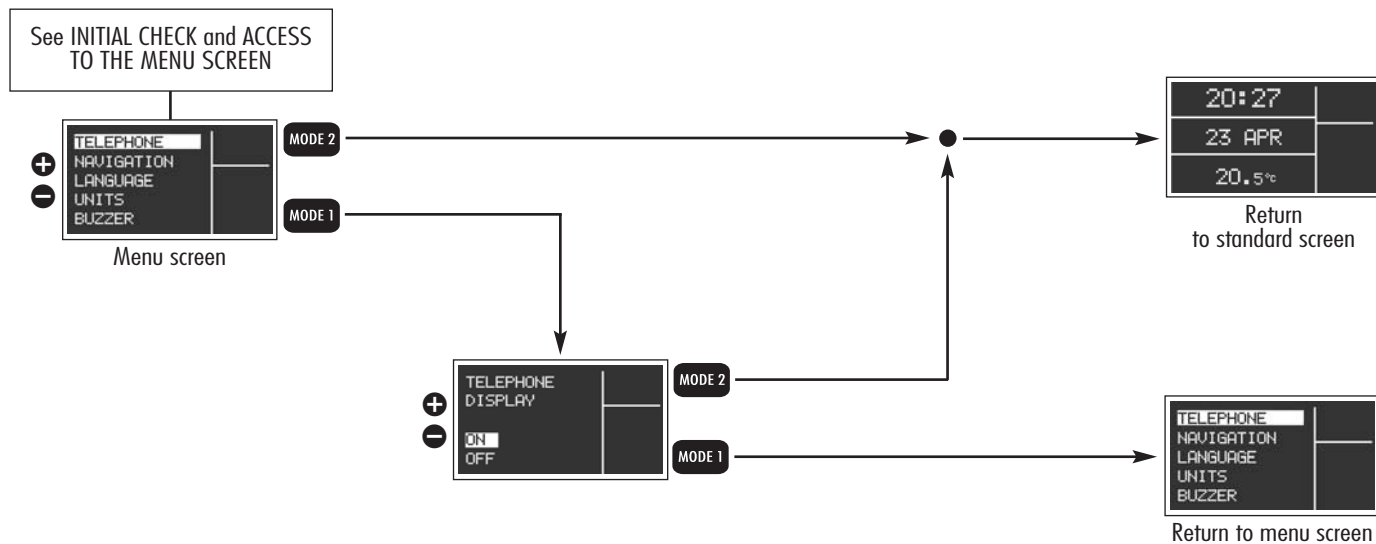 See INITIAL CHECK and ACCESS
TO THE MENU SCREEN
TELEPHONE
NAVIGATION
LANGUAGE
UNITS
BUZZER
MODE 2
MODE 1
Menu screen
20:27
23 APR
20.5°c
Return
to standard screen
TELEPHONE
DISPLAY
ON
OFF
MODE 2
MODE 1
TELEPHONE
NAVIGATION
LANGUAGE
UNITS
BUZZER
Return to menu screen